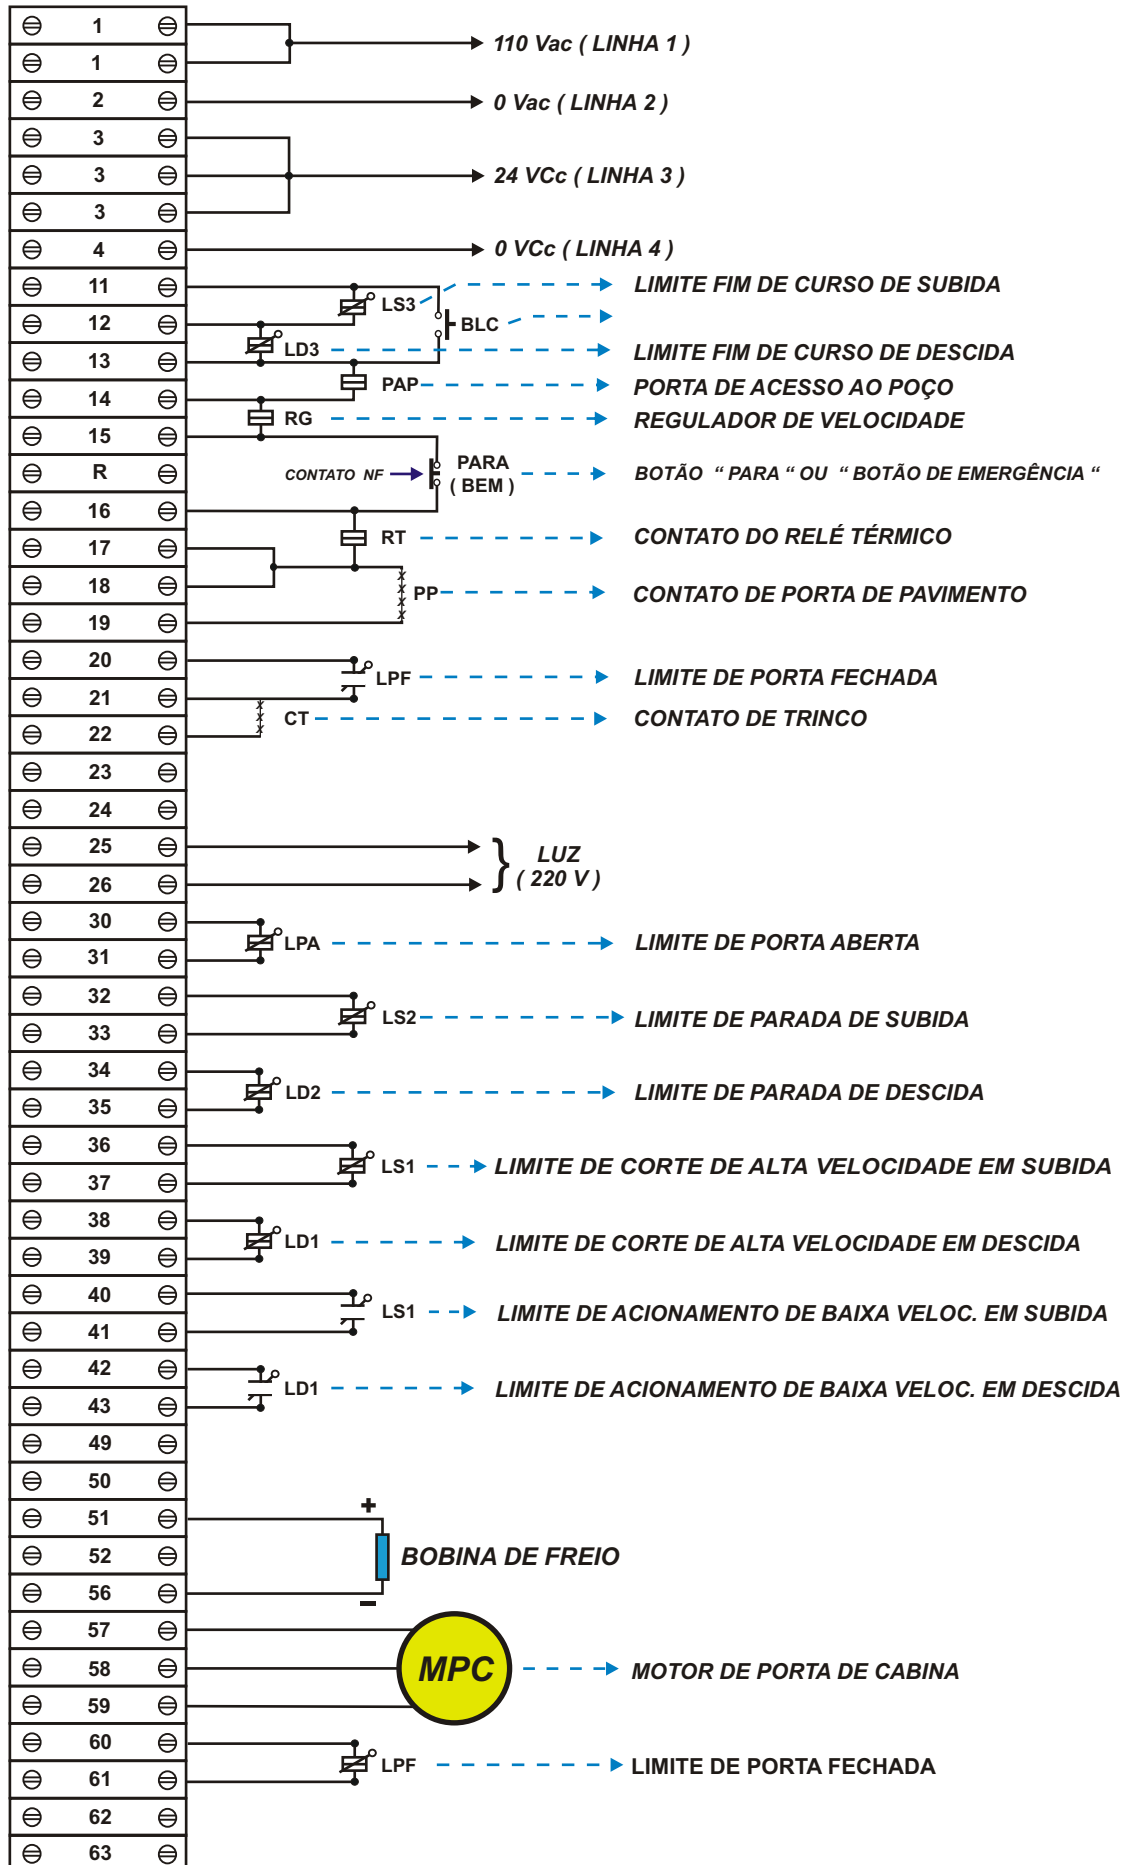 1
1
110 Vac ( LINHA 1 )
2
0 Vac ( LINHA 2 )
3
3
24 VCc ( LINHA 3 )
3
4
0 VCc ( LINHA 4 )
11
LS3
LIMITE FIM DE CURSO DE SUBIDA
12
BLC
13
LD3
LIMITE FIM DE CURSO DE DESCIDA
PAP
PORTA DE ACESSO AO POÇO
14
RG
REGULADOR DE VELOCIDADE
15
R
CONTATO NF
PARA
( BEM )
BOTÃO “ PARA “ OU “ BOTÃO DE EMERGÊNCIA “
16
RT
CONTATO DO RELÉ TÉRMICO
17
18
PP
CONTATO DE PORTA DE PAVIMENTO
19
20
LPF
LIMITE DE PORTA FECHADA
21
CT
CONTATO DE TRINCO
22
23
24
25
26
}
LUZ
( 220 V )
30
31
LPA
LIMITE DE PORTA ABERTA
32
33
LS2
LIMITE DE PARADA DE SUBIDA
34
35
LD2
LIMITE DE PARADA DE DESCIDA
36
37
LS1
LIMITE DE CORTE DE ALTA VELOCIDADE EM SUBIDA
38
39
LD1
LIMITE DE CORTE DE ALTA VELOCIDADE EM DESCIDA
40
41
LS1
LIMITE DE ACIONAMENTO DE BAIXA VELOC. EM SUBIDA
42
43
LD1
LIMITE DE ACIONAMENTO DE BAIXA VELOC. EM DESCIDA
49
50
51
+
52
BOBINA DE FREIO
56
–
57
58
MPC
MOTOR DE PORTA DE CABINA
59
60
61
LPF
LIMITE DE PORTA FECHADA
62
63